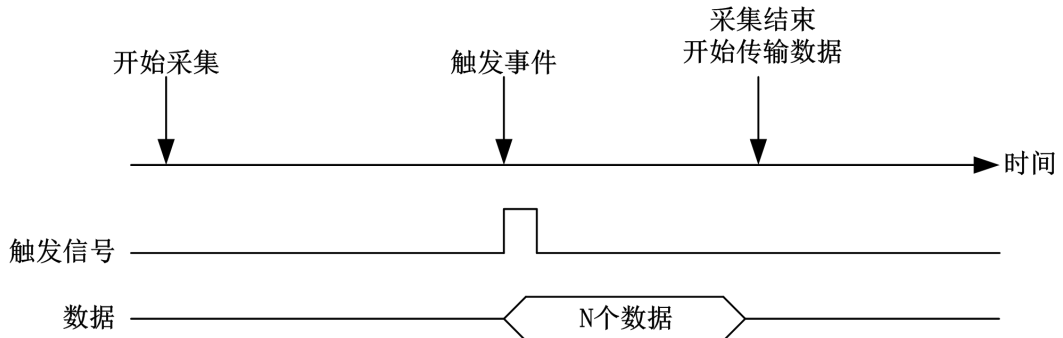 采集结束
开始传输数据
开始采集
触发事件
时间
触发信号
数据
N个数据